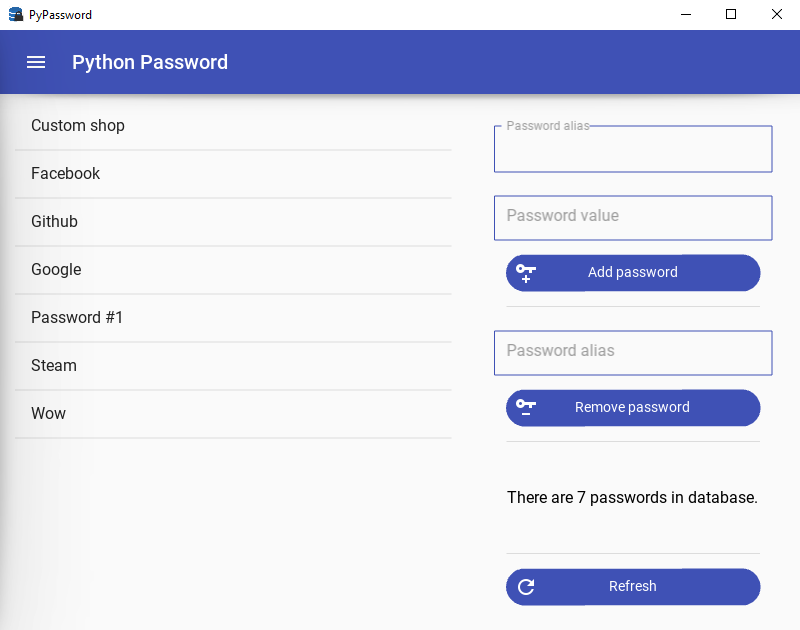 PyPassword
Python Password
Custom shop
Facebook
Github
Google
Password #1
Steam
Wow
Password alias
Password value
Add password
Password alias
Remove password
There are 7 passwords in database.
Refresh